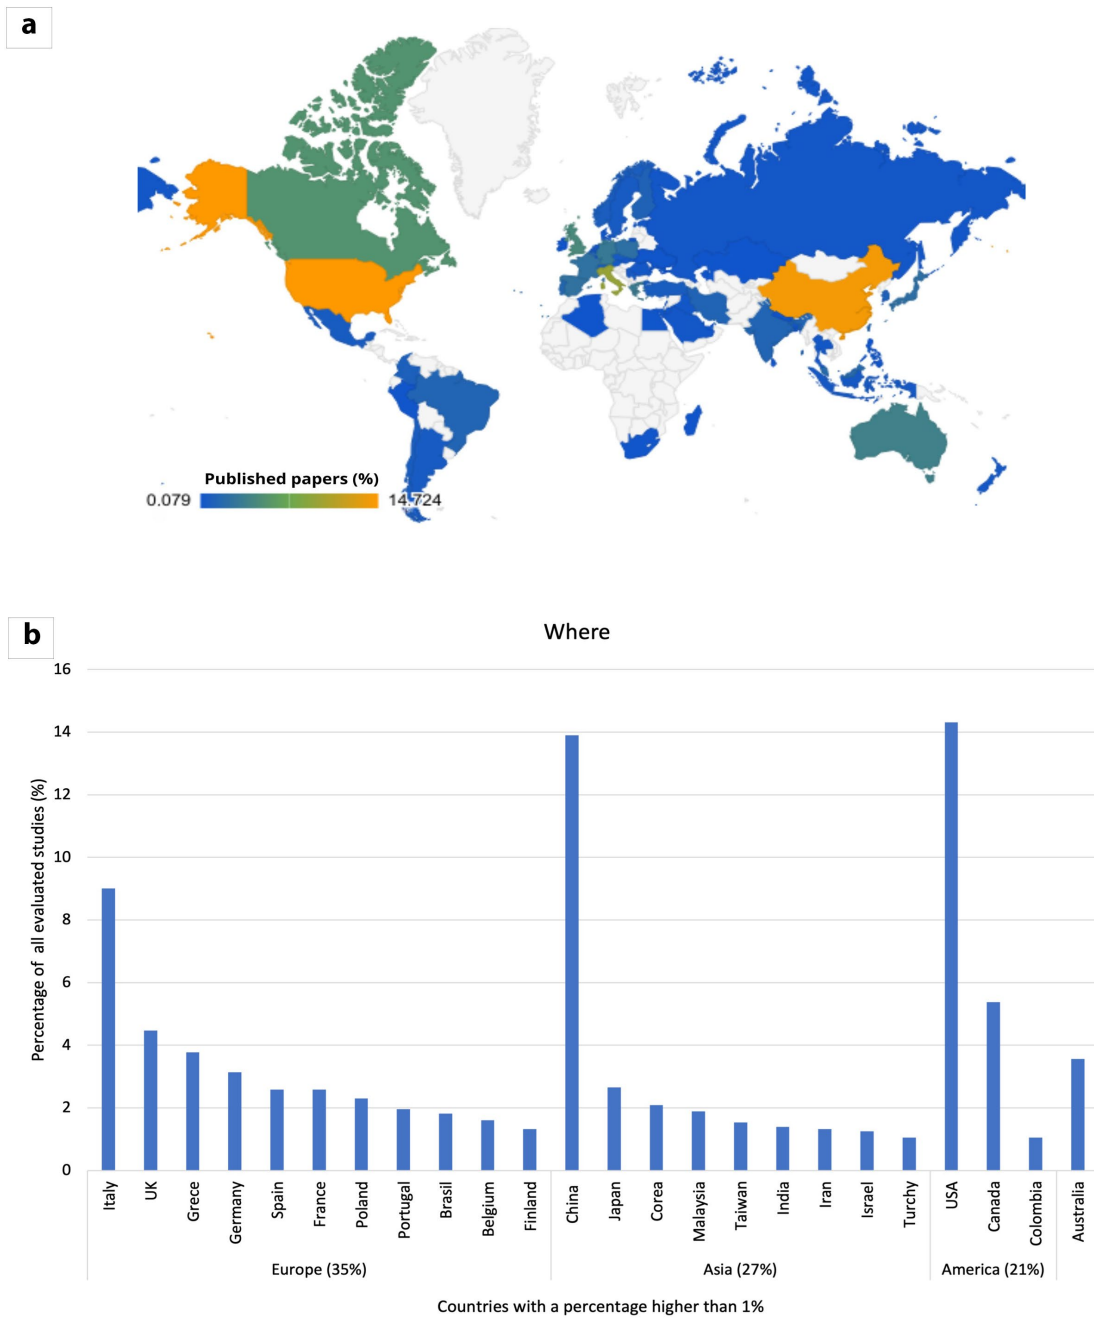 a
Published papers (%)
0.079 14.724
b
Where
Percentage of all evaluated studies (%)
16
14
12
10
8
6
4
2
0
Italy
UK
Grece
Germany
Spain
France
Poland
Portugal
Brasil
Belgium
Finland
China
Japan
Corea
Malaysia
Taiwan
India
Iran
Israel
Turchy
USA
Canada
Colombia
Australia
Europe (35%)
Asia (27%)
America (21%)
Countries with a percentage higher than 1%